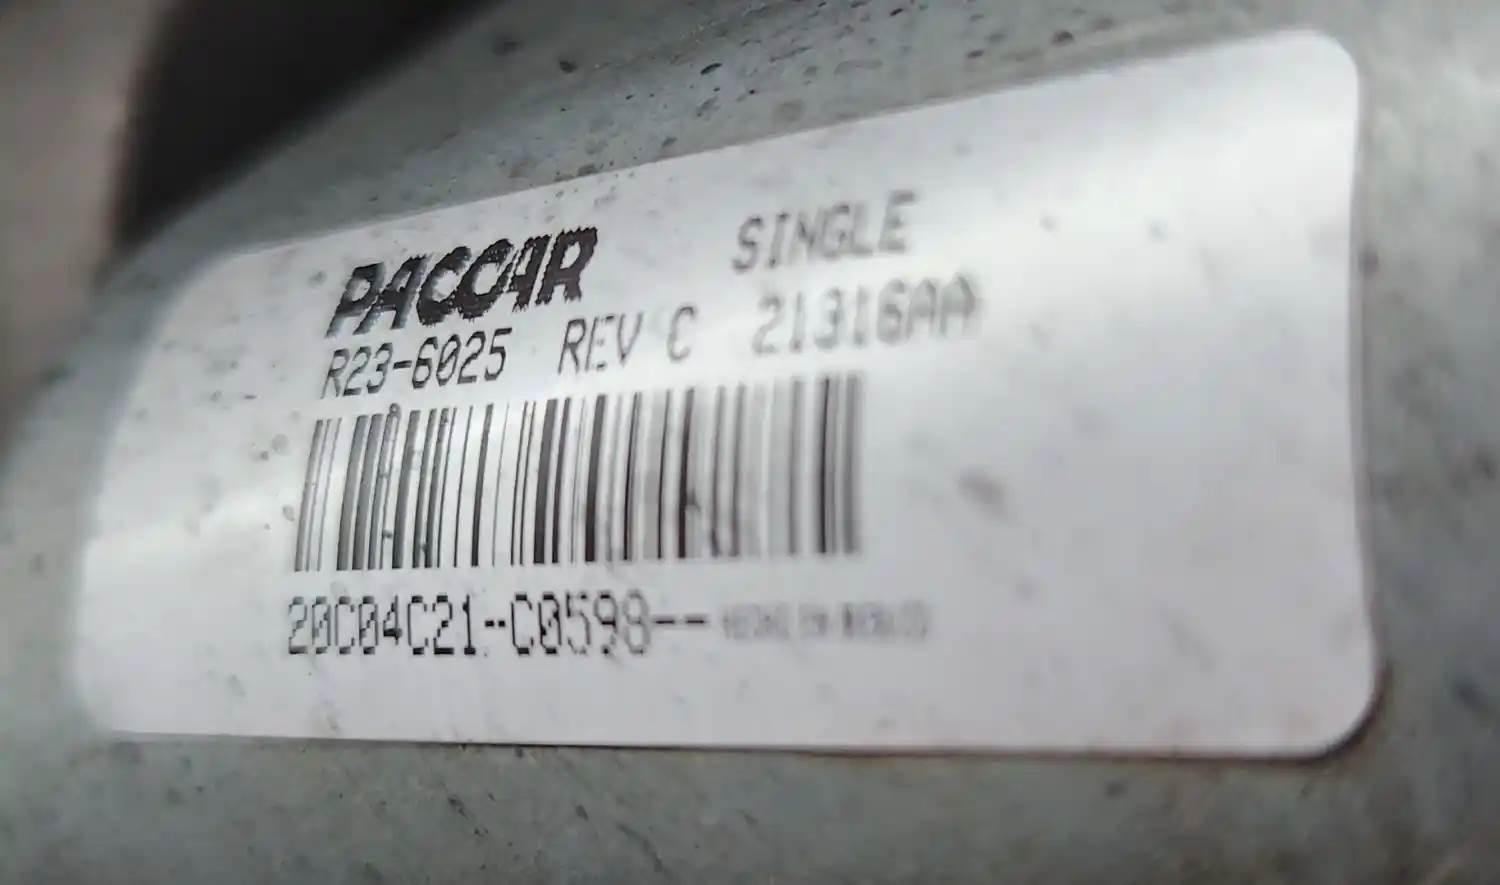 PACCAR SINGLE
R23-6025 REV C 21316AA
20C04C21-C0598--